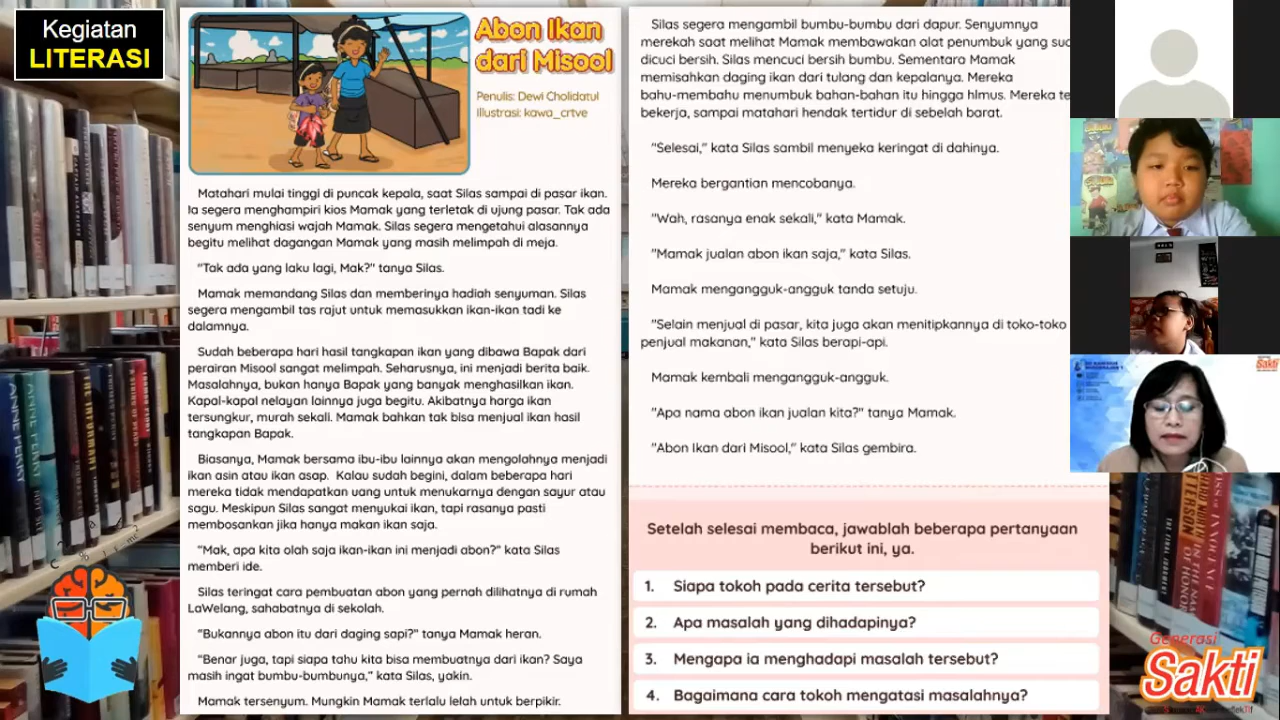 Kegiatan
LITERASI
Abon Ikan
dari Misool
Penulis: Dewi Cholidatul
Illustrasi: kawa_crtve
Matahari mulai tinggi di puncak kepala, saat Silas sampai di pasar ikan.
Ia segera menghampiri kios Mamak yang terletak di ujung pasar. Tak ada
senyum menghiasi wajah Mamak. Silas segera mengetahui alasannya
begitu melihat dagangan Mamak yang masih melimpah di meja.
"Tak ada yang laku lagi, Mak?" tanya Silas.
Mamak memandang Silas dan memberinya hadiah senyuman. Silas
segera mengambil tas rajut untuk memasukkan ikan-ikan tadi ke
dalamnya.
Sudah beberapa hari hasil tangkapan ikan yang dibawa Bapak dari
perairan Misool sangat melimpah. Seharusnya, ini menjadi berita baik.
Masalahnya, bukan hanya Bapak yang banyak menghasilkan ikan.
Kapal-kapal nelayan lainnya juga begitu. Akibatnya harga ikan
tersungkur, murah sekali. Mamak bahkan tak bisa menjual ikan hasil
tangkapan Bapak.
Biasanya, Mamak bersama ibu-ibu lainnya akan mengolahnya menjadi
ikan asin atau ikan asap. Kalau sudah begini, dalam beberapa hari
mereka tidak mendapatkan uang untuk menukarnya dengan sayur atau
sagu. Meskipun Silas sangat menyukai ikan, tapi rasanya pasti
membosankan jika hanya makan ikan saja.
"Mak, apa kita olah saja ikan-ikan ini menjadi abon?" kata Silas
memberi ide.
Silas teringat cara pembuatan abon yang pernah dilihatnya di rumah
LaWelang, sahabatnya di sekolah.
"Bukannya abon itu dari daging sapi?" tanya Mamak heran.
"Benar juga, tapi siapa tahu kita bisa membuatnya dari ikan? Saya
masih ingat bumbu-bumbunya," kata Silas, yakin.
Mamak tersenyum. Mungkin Mamak terlalu lelah untuk berpikir.
Silas segera mengambil bumbu-bumbu dari dapur. Senyumnya
merekah saat melihat Mamak membawakan alat penumbuk yang
dicuci bersih. Silas mencuci bersih bumbu. Sementara Mamak
memisahkan daging ikan dari tulang dan kepalanya. Mereka
bahu-membahu menumbuk bahan-bahan itu hingga hlmus. Mereka
bekerja, sampai matahari hendak tertidur di sebelah barat.
"Selesai," kata Silas sambil menyeka keringat di dahinya.
Mereka bergantian mencobanya.
"Wah, rasanya enak sekali," kata Mamak.
"Mamak jualan abon ikan saja," kata Silas.
Mamak mengangguk-angguk tanda setuju.
"Selain menjual di pasar, kita juga akan menitipkannya di toko-toko
penjual makanan," kata Silas berapi-api.
Mamak kembali mengangguk-angguk.
"Apa nama abon ikan jualan kita?" tanya Mamak.
"Abon Ikan dari Misool," kata Silas gembira.
Setelah selesai membaca, jawablah beberapa pertanyaan
berikut ini, ya.
1. Siapa tokoh pada cerita tersebut?
2. Apa masalah yang dihadapinya?
3. Mengapa ia menghadapi masalah tersebut?
4. Bagaimana cara tokoh mengatasi masalahnya?
Generasi
Sakti